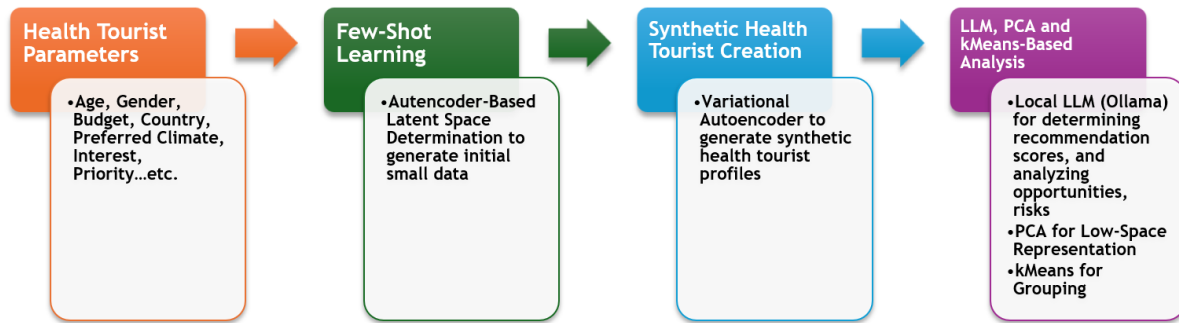 Health Tourist
Parameters
•Age, Gender,
Budget, Country,
Preferred Climate,
Interest,
Priority…etc.
Few-Shot
Learning
•Autencoder-Based
Latent Space
Determination to
generate initial
small data
Synthetic Health
Tourist Creation
•Variational
Autoencoder to
generate synthetic
health tourist
profiles
LLM, PCA and
kMeans-Based
Analysis
•Local LLM (Ollama)
for determining
recommendation
scores, and
analyzing
opportunities,
risks
•PCA for Low-Space
Representation
•kMeans for
Grouping